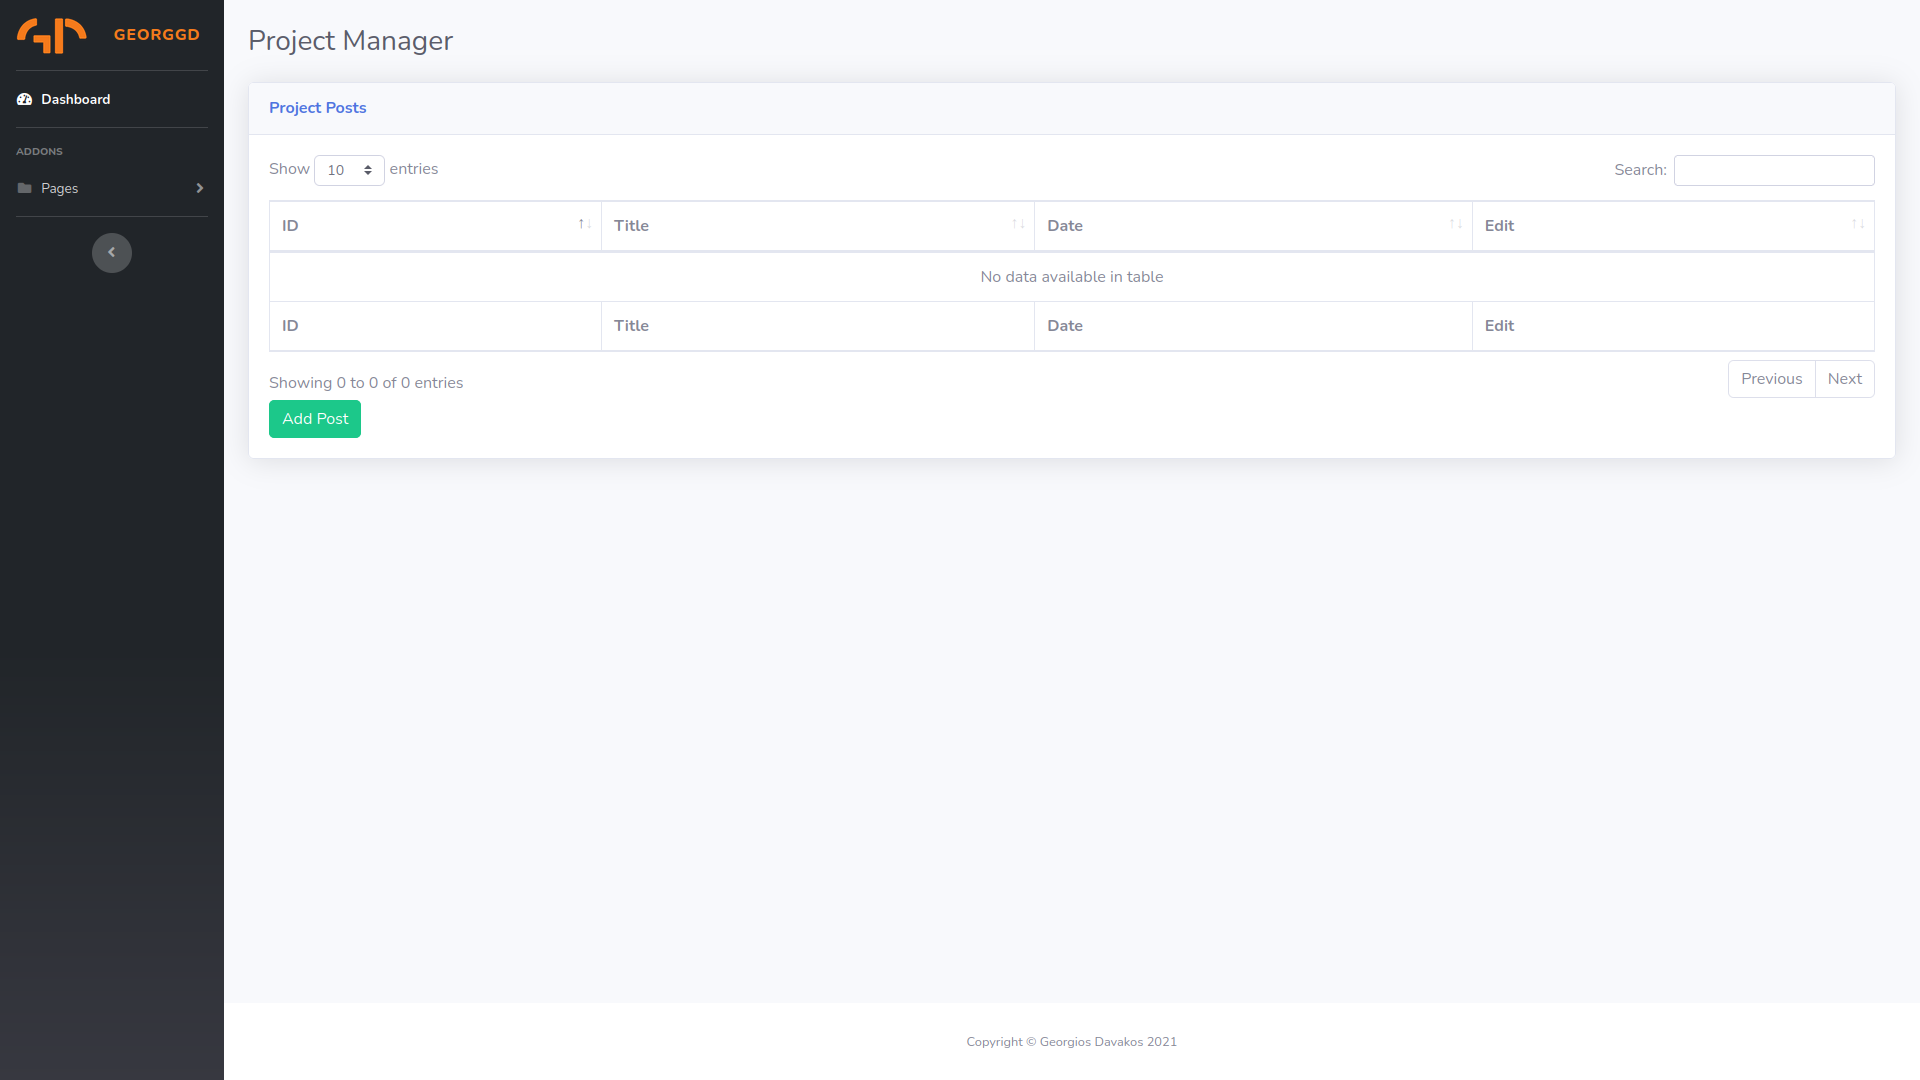 GEORGGD
Dashboard
ADDONS
Pages
Project Manager
Project Posts
Show 10 entries
Search:
ID Title Date Edit
No data available in table
ID Title Date Edit
Showing 0 to 0 of 0 entries
Previous Next
Add Post
Copyright © Georgios Davakos 2021